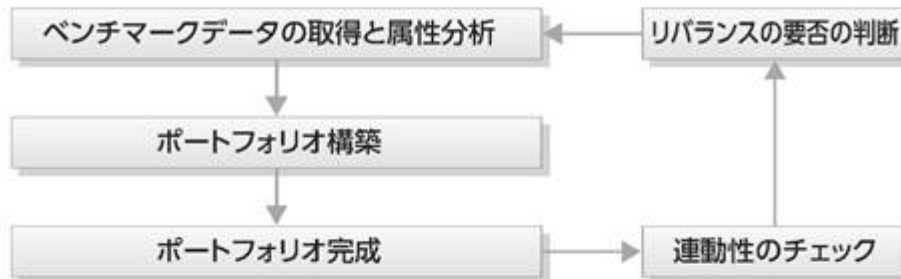 ベンチマークデータの取得と属性分析
リバランスの要否の判断
ポートフォリオ構築
ポートフォリオ完成
連動性のチェック